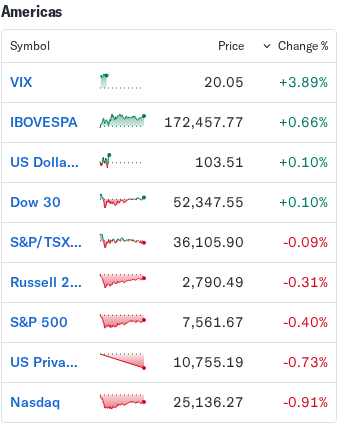 Americas
Symbol Price Change %
VIX 20.05 +3.89%
IBOVESPA 172,457.77 +0.66%
US Dolla... 103.51 +0.10%
Dow 30 52,347.55 +0.10%
S&P/TSX... 36,105.90 -0.09%
Russell 2... 2,790.49 -0.31%
S&P 500 7,561.67 -0.40%
US Priva... 10,755.19 -0.73%
Nasdaq 25,136.27 -0.91%